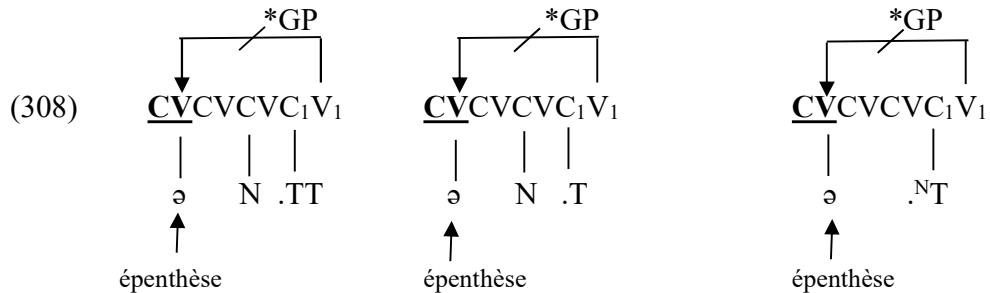 *GP *GP *GP
(308) CVCVCVC₁V₁ CVCVCVC₁V₁ CVCVCVC₁V₁
ə N .TT ə N .T ə .ᴺT
épenthèse épenthèse épenthèse